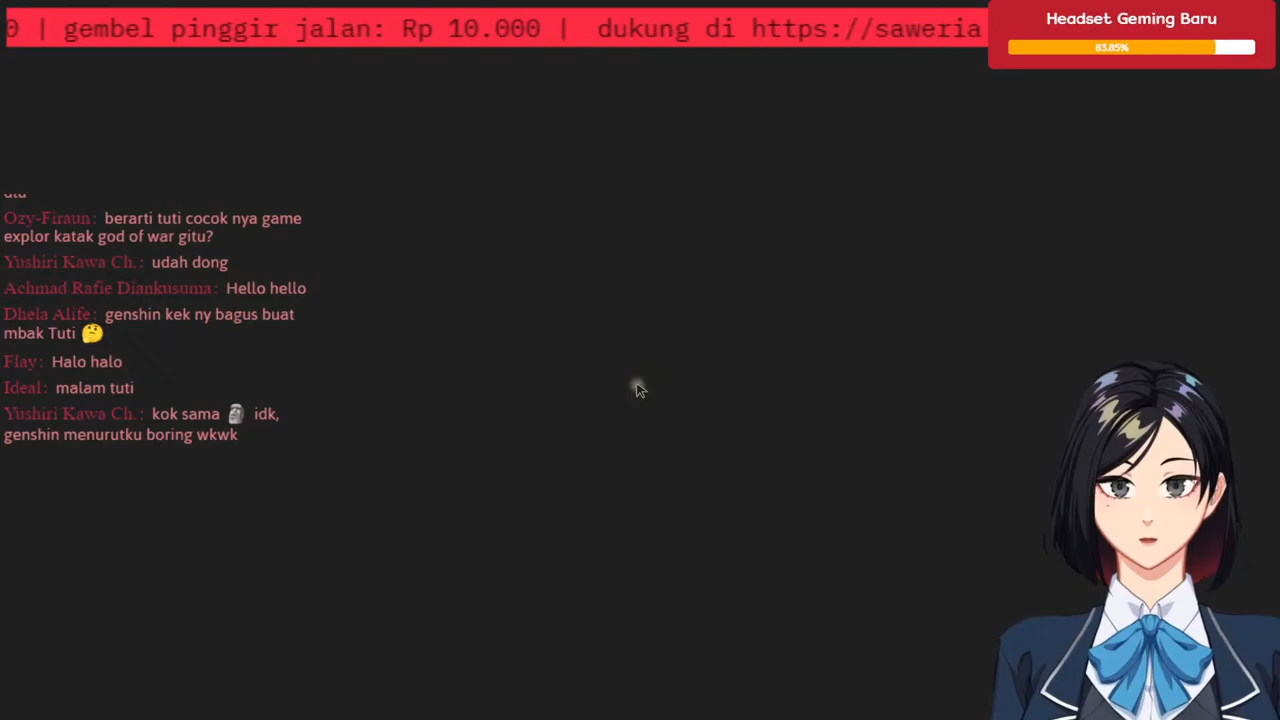 0 | gembel pinggir jalan: Rp 10.000 | dukung di https://saweria
Headset Geming Baru
83.85%
Ozy-Firaun: berarti tuti cocok nya game
explor katak god of war gitu?
Yushiri Kawa Ch.: udah dong
Achmad Rafie Diankusuma: Hello hello
Dhela Alife: genshin kek ny bagus buat
mbak Tuti 🤔
Flay: Halo halo
Ideal: malam tuti
Yushiri Kawa Ch.: kok sama 🗿 idk,
genshin menurutku boring wkwk